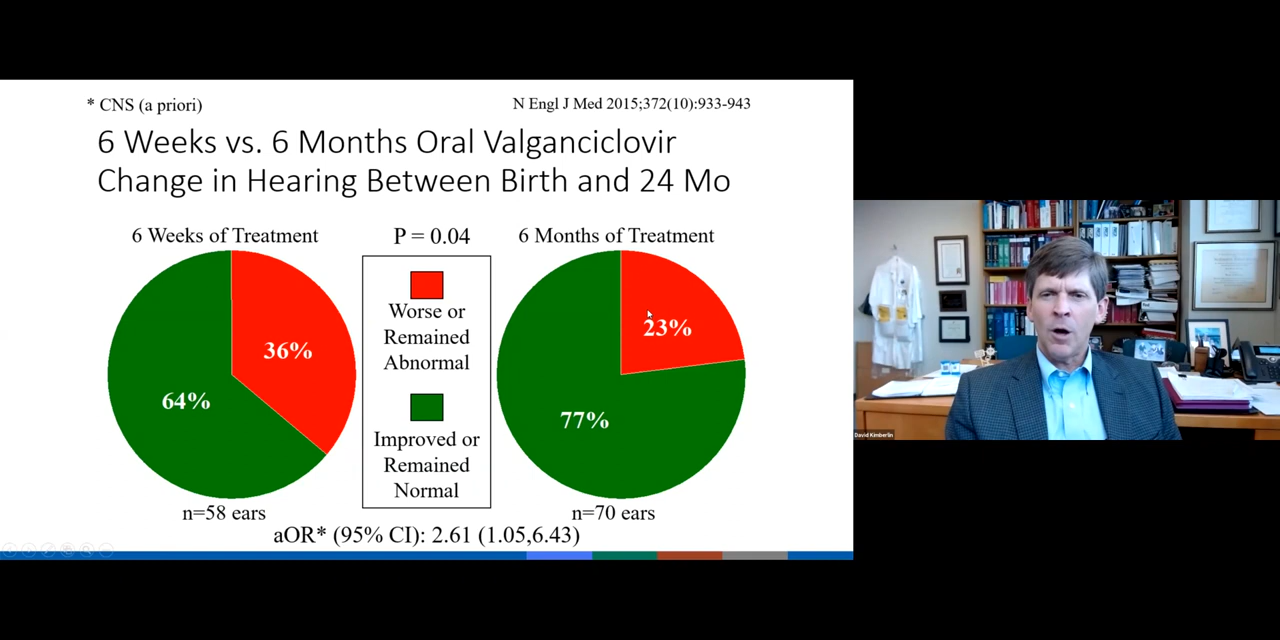 * CNS (a priori)
N Engl J Med 2015;372(10):933-943
6 Weeks vs. 6 Months Oral Valganciclovir
Change in Hearing Between Birth and 24 Mo
6 Weeks of Treatment
P = 0.04
6 Months of Treatment
Worse or
Remained
Abnormal
36%
23%
64%
77%
Improved or
Remained
Normal
n=58 ears
n=70 ears
aOR* (95% CI): 2.61 (1.05,6.43)
David Kimberlin